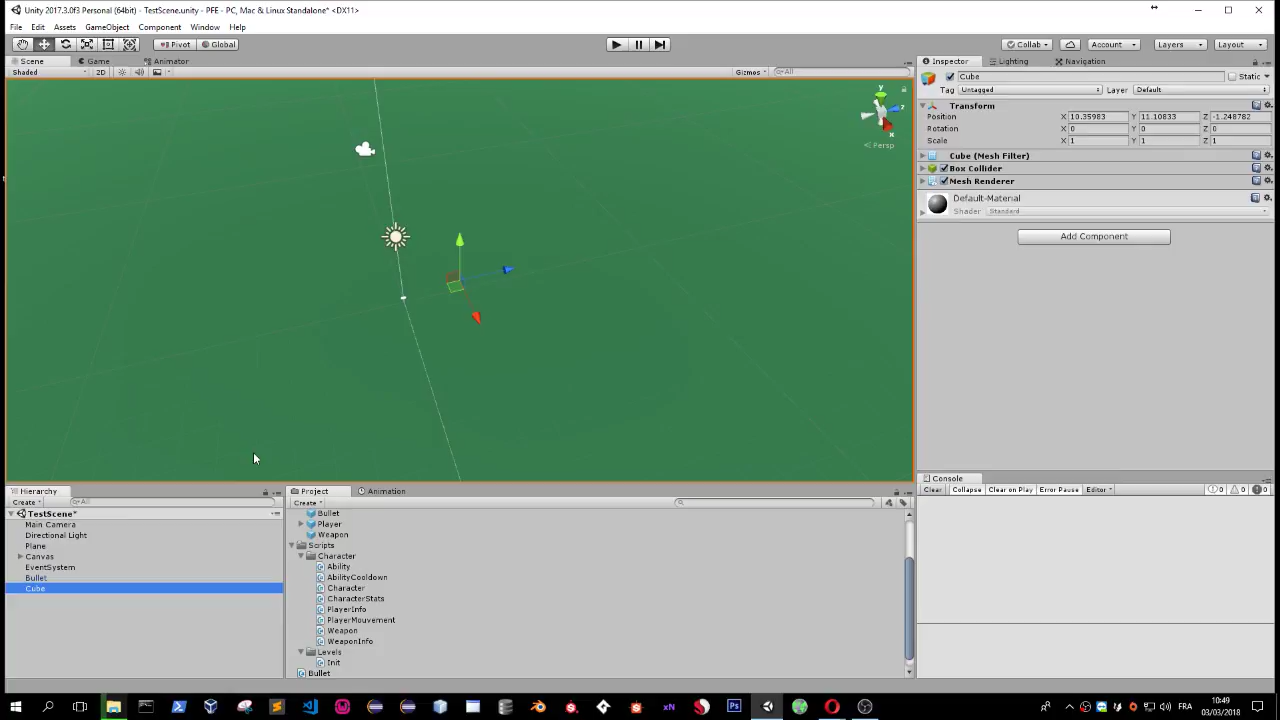 Unity 2017.3.0f3 Personal (64bit) - TestScene.unity - PFE - PC, Mac & Linux Standalone* <DX11>
File Edit Assets GameObject Component Window Help
Pivot Global Collab Account Layers Layout
Scene Game Animator Inspector Lighting Navigation
Shaded 2D Gizmos All
Cube Static
Tag Untagged Layer Default
Transform
Position X 10.35983 Y 11.10833 Z -1.248782
Rotation X 0 Y 0 Z 0
Scale X 1 Y 1 Z 1
Cube (Mesh Filter)
Box Collider
Mesh Renderer
Default-Material
Shader Standard
Add Component
y
z
x
Persp
Console
Clear Collapse Clear on Play Error Pause Editor 0 0 0
Hierarchy
Create All
TestScene*
Main Camera
Directional Light
Plane
Canvas
EventSystem
Bullet
Cube
Project Animation
Create
Bullet
Player
Weapon
Scripts
Character
Ability
AbilityCooldown
Character
CharacterStats
PlayerInfo
PlayerMouvement
Weapon
WeaponInfo
Levels
Init
Bullet
FRA
10:49
03/03/2018